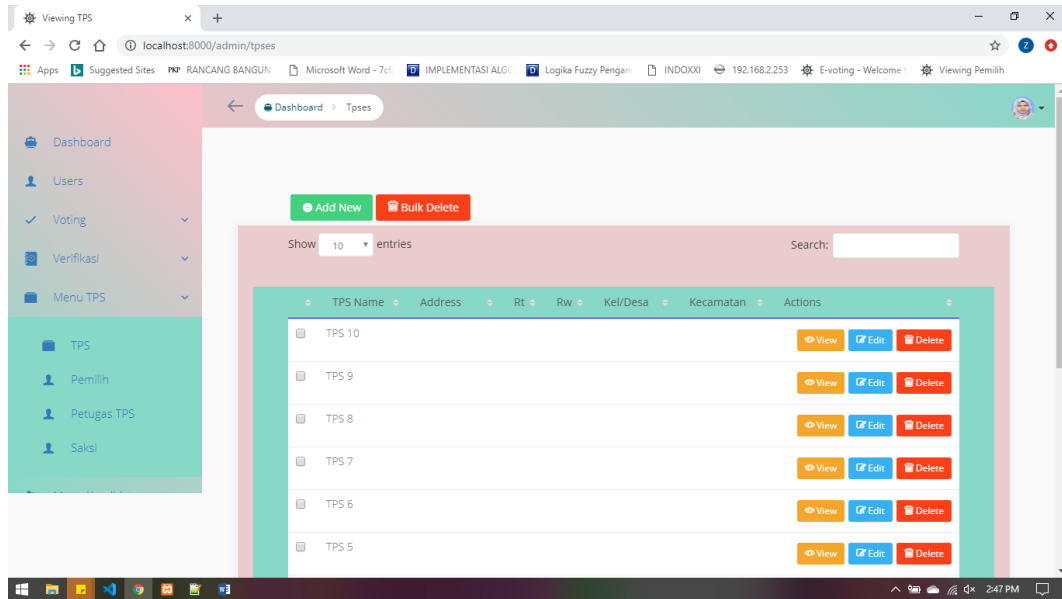 Viewing TPS
localhost:8000/admin/tpses
Z
Apps Suggested Sites PKP RANCANG BANGUN Microsoft Word - 7cf IMPLEMENTASI ALGO Logika Fuzzy Pengam INDOXXI 192.168.2.253 E-voting - Welcome Viewing Pemilih
Dashboard > Tpses
Dashboard
Users
Voting
Verifikasi
Menu TPS
TPS
Pemilih
Petugas TPS
Saksi
Add New Bulk Delete
Show 10 entries Search:
TPS Name Address Rt Rw Kel/Desa Kecamatan Actions
TPS 10 View Edit Delete
TPS 9 View Edit Delete
TPS 8 View Edit Delete
TPS 7 View Edit Delete
TPS 6 View Edit Delete
TPS 5 View Edit Delete
2:47 PM